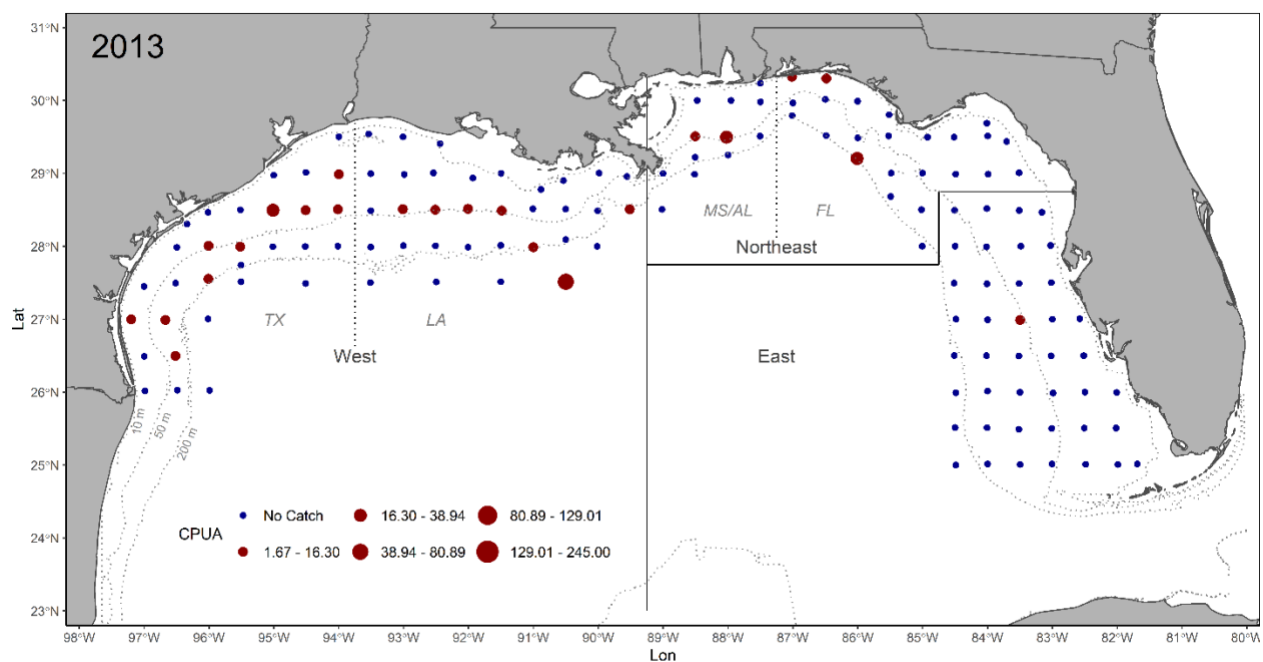 2013
31°N
30°N
29°N
28°N
27°N
26°N
25°N
24°N
23°N
Lat
MS/AL
FL
Northeast
TX
LA
West
East
10 m
50 m
200 m
CPUA
No Catch
16.30 - 38.94
80.89 - 129.01
1.67 - 16.30
38.94 - 80.89
129.01 - 245.00
98°W
97°W
96°W
95°W
94°W
93°W
92°W
91°W
90°W
89°W
88°W
87°W
86°W
85°W
84°W
83°W
82°W
81°W
80°W
Lon